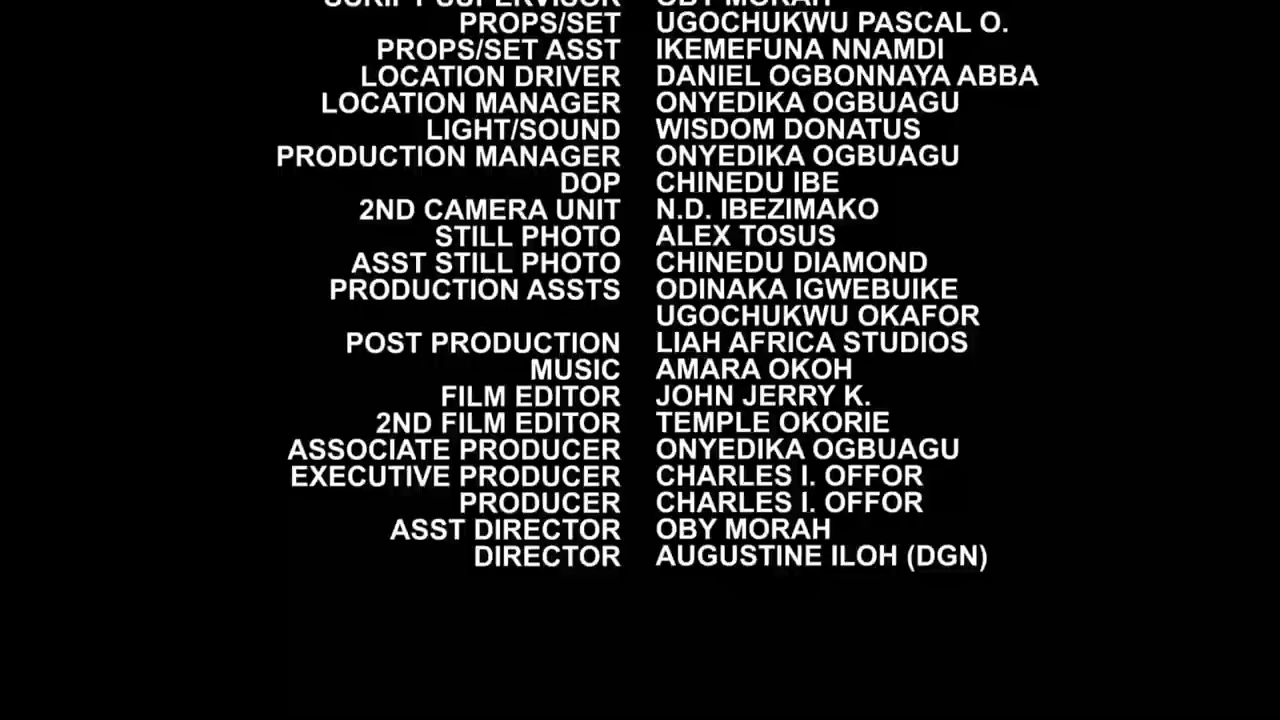 SCRIPT SUPERVISOR OBY MORAH
PROPS/SET UGOCHUKWU PASCAL O.
PROPS/SET ASST IKEMEFUNA NNAMDI
LOCATION DRIVER DANIEL OGBONNAYA ABBA
LOCATION MANAGER ONYEDIKA OGBUAGU
LIGHT/SOUND WISDOM DONATUS
PRODUCTION MANAGER ONYEDIKA OGBUAGU
DOP CHINEDU IBE
2ND CAMERA UNIT N.D. IBEZIMAKO
STILL PHOTO ALEX TOSUS
ASST STILL PHOTO CHINEDU DIAMOND
PRODUCTION ASSTS ODINAKA IGWEBUIKE
UGOCHUKWU OKAFOR
POST PRODUCTION LIAH AFRICA STUDIOS
MUSIC AMARA OKOH
FILM EDITOR JOHN JERRY K.
2ND FILM EDITOR TEMPLE OKORIE
ASSOCIATE PRODUCER ONYEDIKA OGBUAGU
EXECUTIVE PRODUCER CHARLES I. OFFOR
PRODUCER CHARLES I. OFFOR
ASST DIRECTOR OBY MORAH
DIRECTOR AUGUSTINE ILOH (DGN)